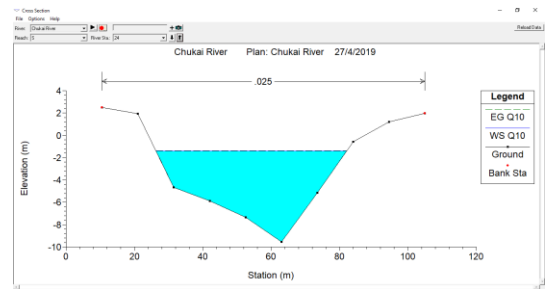 Cross Section
File Options Help
River: Chukai River
Reload Data
Reach: S River Sta.: 24
Chukai River Plan: Chukai River 27/4/2019
.025
4
2
0
-2
-4
-6
-8
-10
Elevation (m)
0 20 40 60 80 100 120
Station (m)
Legend
EG Q10
WS Q10
Ground
Bank Sta